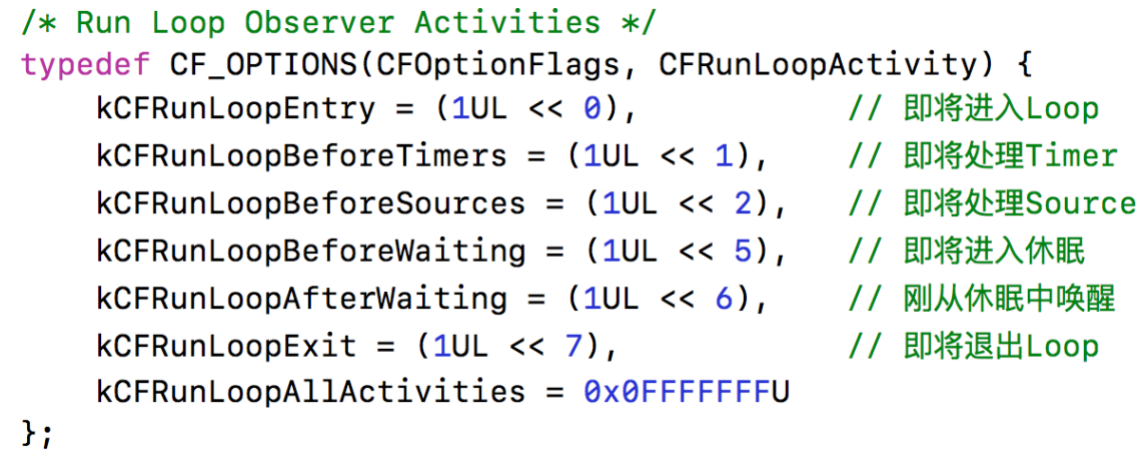 /* Run Loop Observer Activities */
typedef CF_OPTIONS(CFOptionFlags, CFRunLoopActivity) {
    kCFRunLoopEntry = (1UL << 0),            // 即将进入Loop
    kCFRunLoopBeforeTimers = (1UL << 1),     // 即将处理Timer
    kCFRunLoopBeforeSources = (1UL << 2),    // 即将处理Source
    kCFRunLoopBeforeWaiting = (1UL << 5),    // 即将进入休眠
    kCFRunLoopAfterWaiting = (1UL << 6),     // 刚从休眠中唤醒
    kCFRunLoopExit = (1UL << 7),             // 即将退出Loop
    kCFRunLoopAllActivities = 0x0FFFFFFFU
};